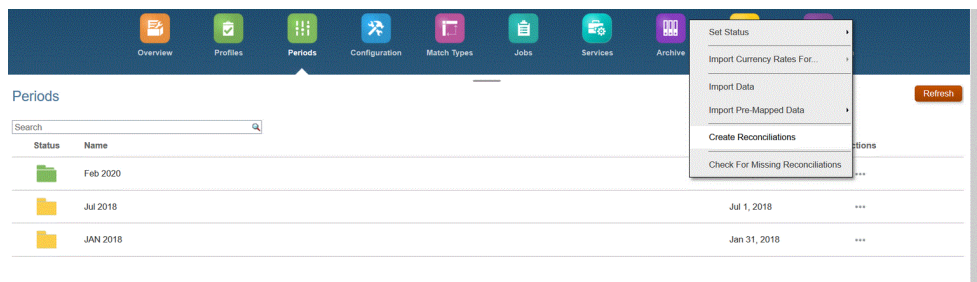 Overview
Profiles
Periods
Configuration
Match Types
Jobs
Services
Archive
Set Status
Import Currency Rates For...
Import Data
Import Pre-Mapped Data
Create Reconciliations
Check For Missing Reconciliations
Periods
Refresh
Search
Status Name ctions
Feb 2020
Jul 2018 Jul 1, 2018
JAN 2018 Jan 31, 2018